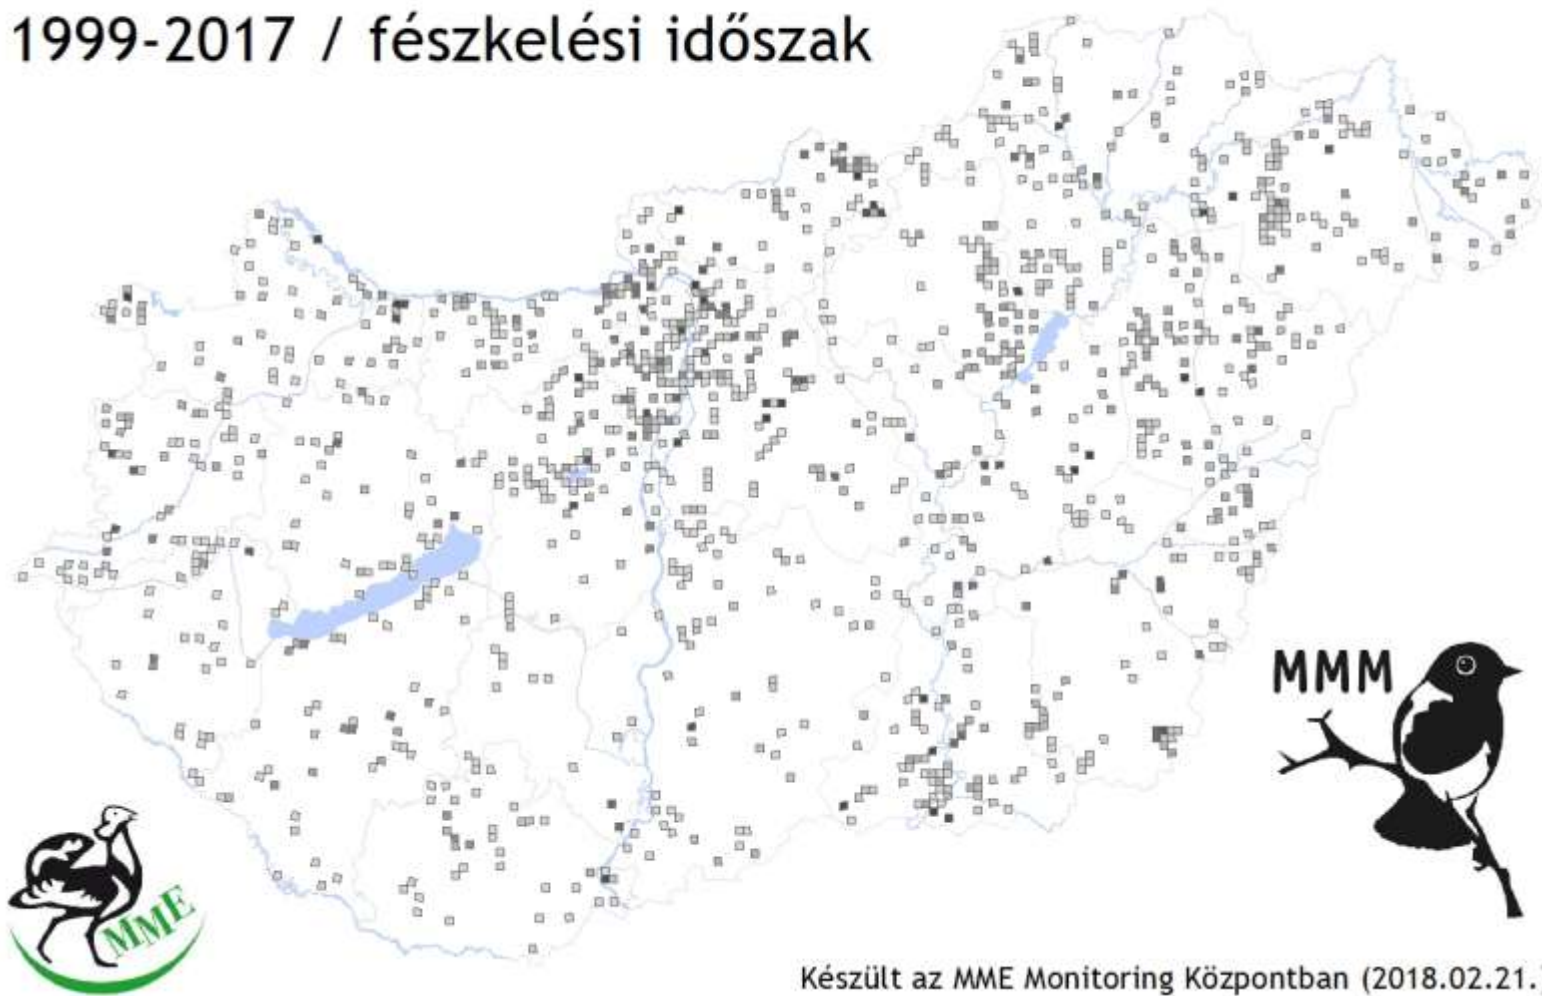 1999-2017 / fészkelési időszak
MMM
MME
Készült az MME Monitoring Központban (2018.02.21.)